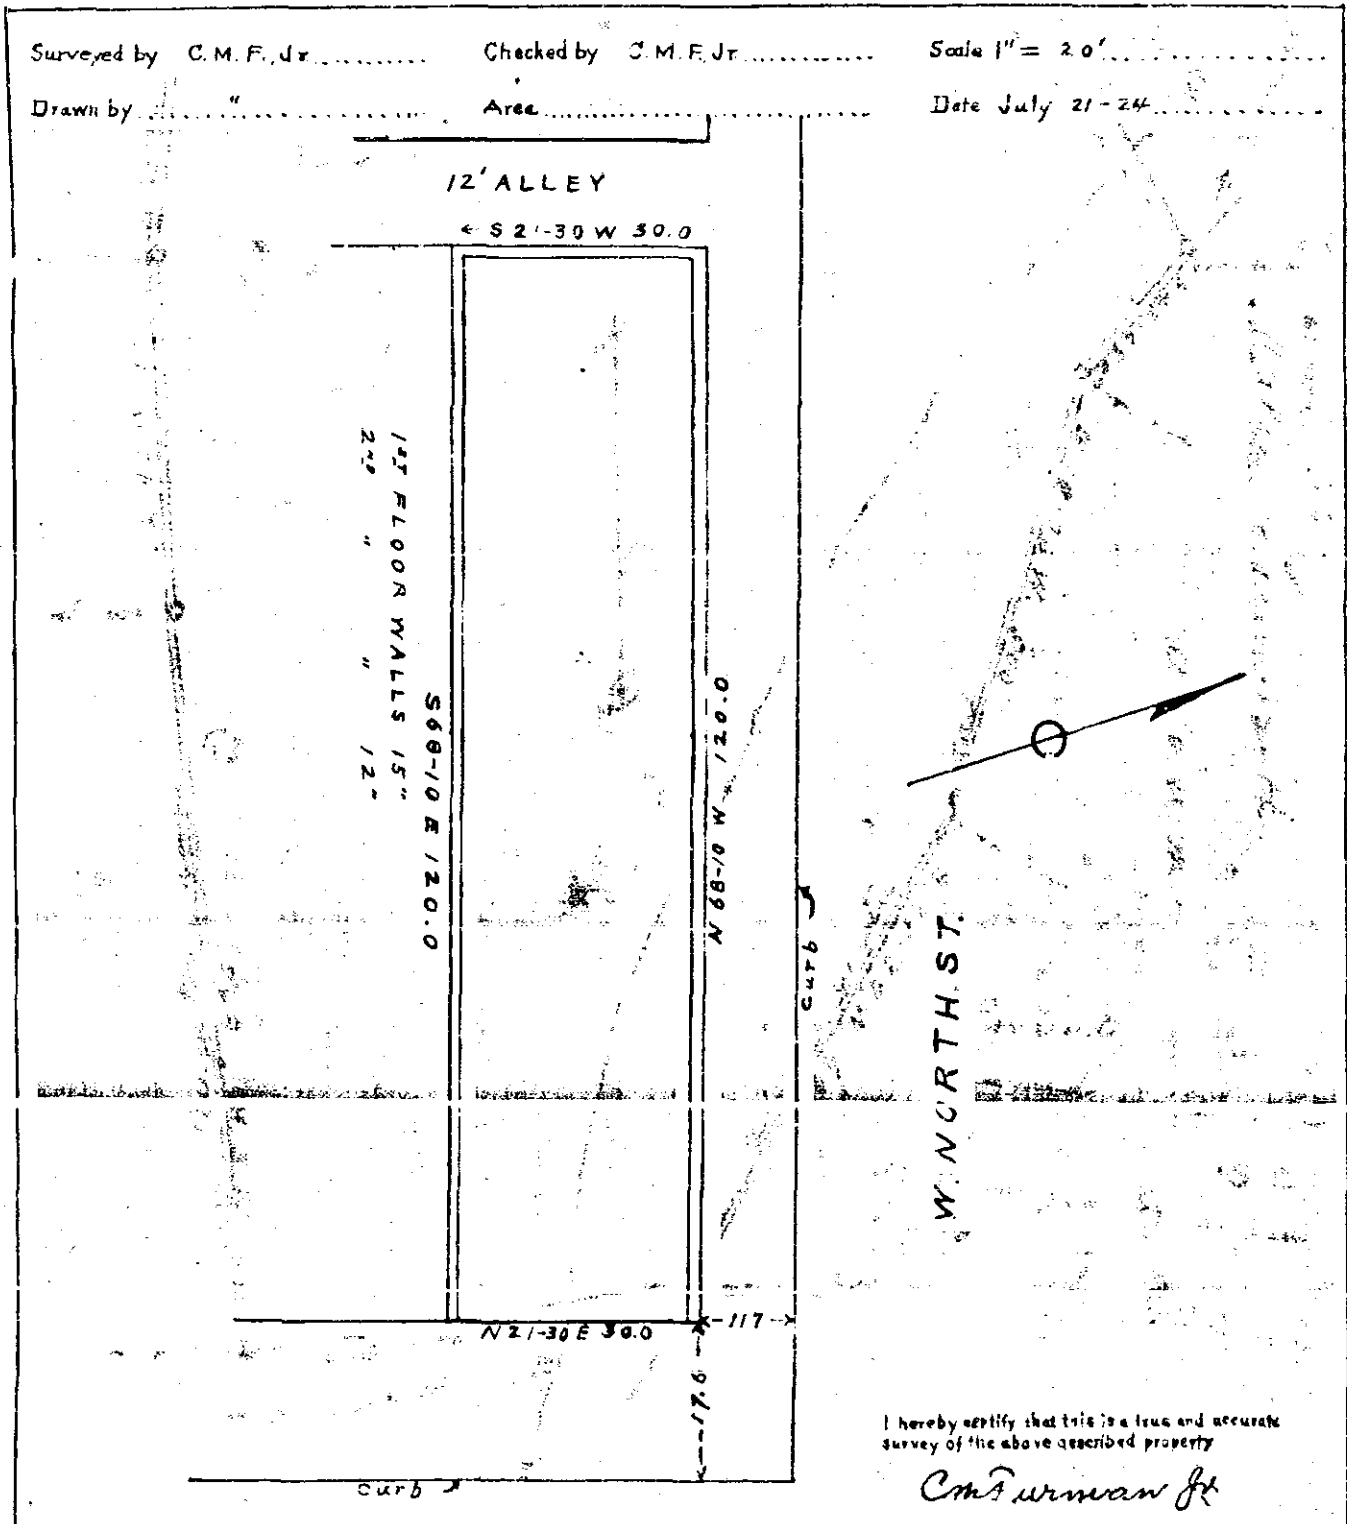 Surveyed by C. M. F. Jr. Checked by C. M. F. Jr. Scale 1" = 20'
Drawn by " Area Date July 21-24
12' ALLEY
← S 21-30 W 30.0
1ST FLOOR WALLS 15"
2ND " " 12"
S 68-10 E 120.0
N 68-10 W 120.0
curb
W. NORTH ST.
N 21-30 E 30.0
11.7
17.6
curb
I hereby certify that this is a true and accurate
survey of the above described property
C M Furman Jr